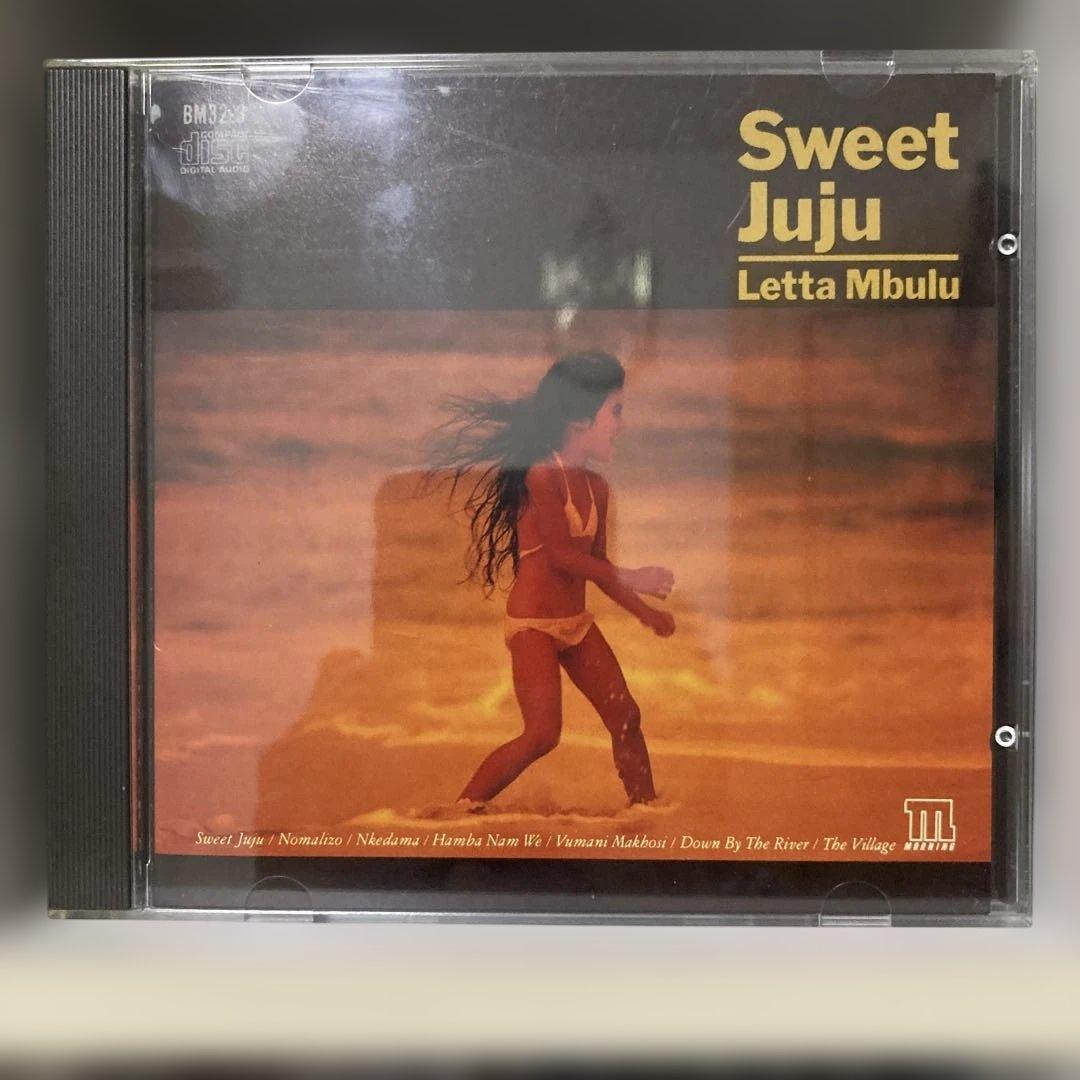 COMPACT
disc
DIGITAL AUDIO
Sweet
Juju
Letta Mbulu
Sweet Juju / Nomalizo / Nkedama / Hamba Nam We / Vumani Makhosi / Down By The River / The Village
MORNING